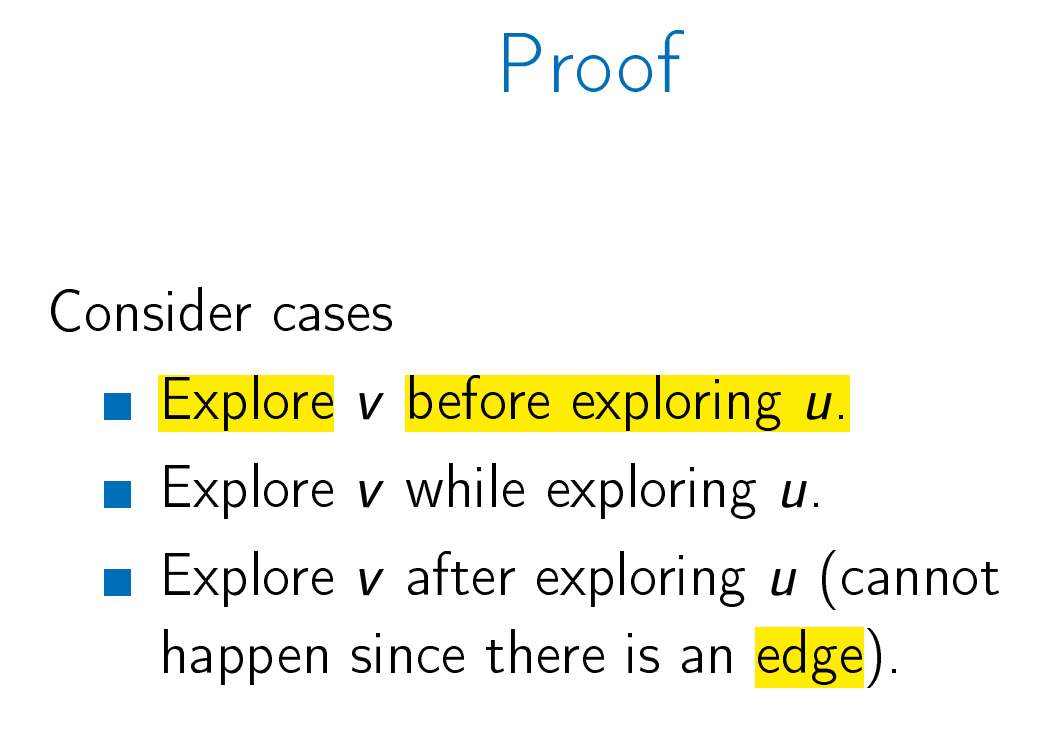 Proof
Consider cases
Explore v before exploring u.
Explore v while exploring u.
Explore v after exploring u (cannot
happen since there is an edge).